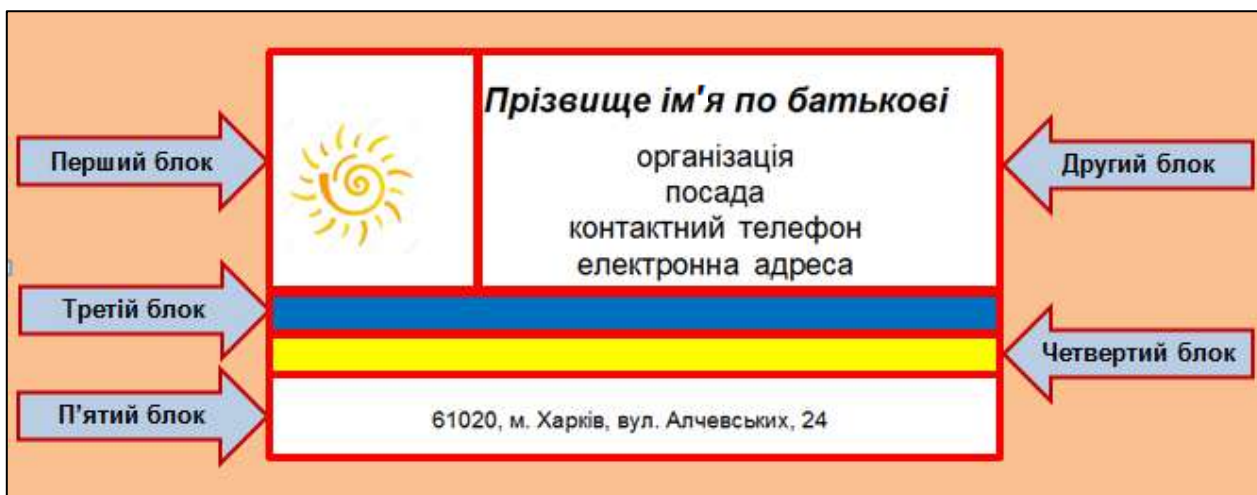 Прізвище ім'я по батькові
Перший блок
організація
Другий блок
посада
контактний телефон
електронна адреса
Третій блок
Четвертий блок
П'ятий блок
61020, м. Харків, вул. Алчевських, 24